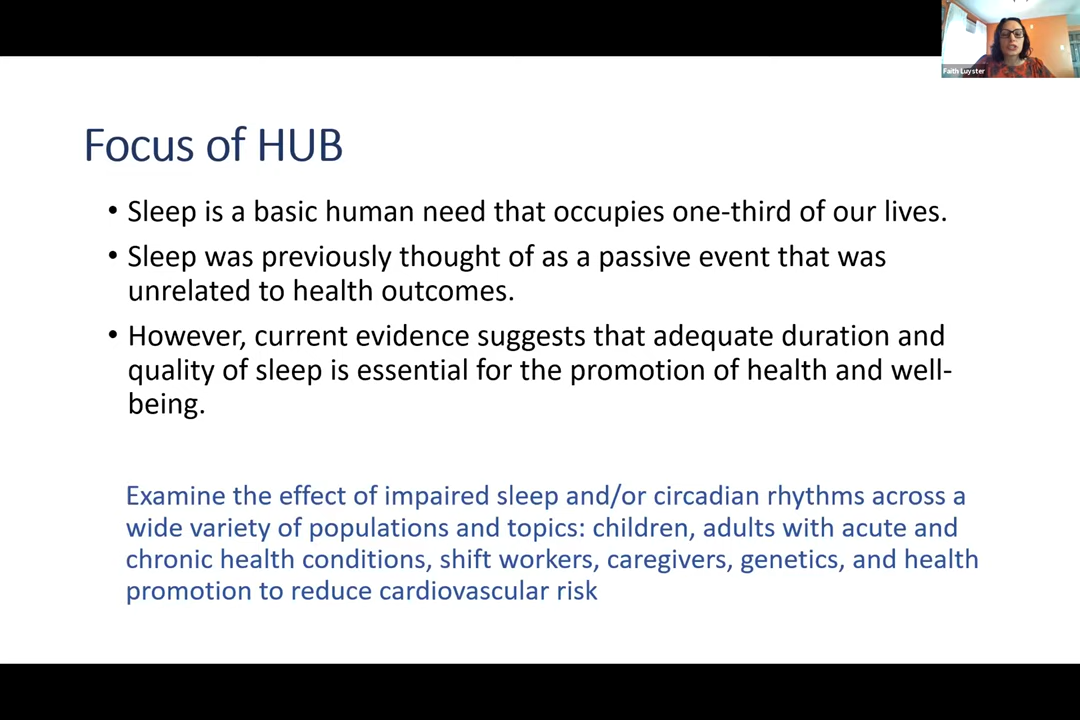 Faith Luyster
Focus of HUB
• Sleep is a basic human need that occupies one-third of our lives.
• Sleep was previously thought of as a passive event that was
unrelated to health outcomes.
• However, current evidence suggests that adequate duration and
quality of sleep is essential for the promotion of health and well-
being.
Examine the effect of impaired sleep and/or circadian rhythms across a
wide variety of populations and topics: children, adults with acute and
chronic health conditions, shift workers, caregivers, genetics, and health
promotion to reduce cardiovascular risk